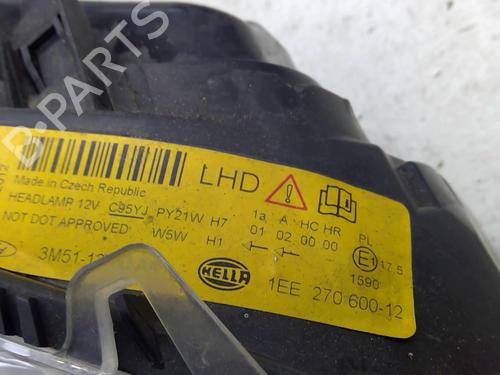 B-PARTS
2012
Made in Czech Republic
LHD
HEADLAMP 12V C95YJ PY21W H7
NOT DOT APPROVED W5W H1
1a A HC HR
01 02 00 00
PL
E1 17.5
1590
3M51-13
HELLA
1EE 270 600-12